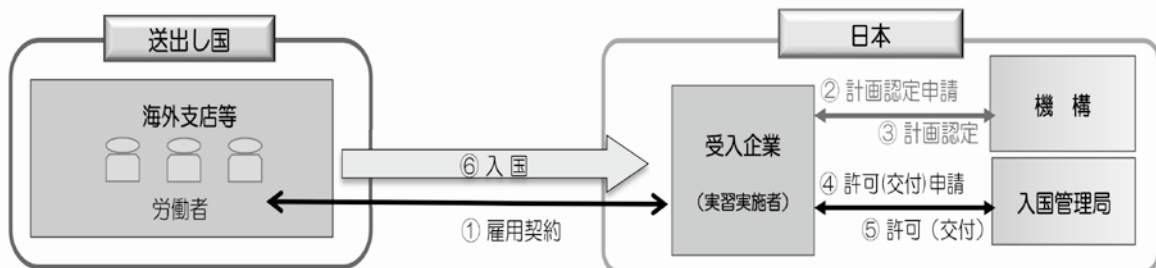 送出し国
日本
海外支店等
労働者
⑥ 入 国
① 雇用契約
受入企業
(実習実施者)
② 計画認定申請
③ 計画認定
機 構
④ 許可(交付)申請
⑤ 許可（交付）
入国管理局